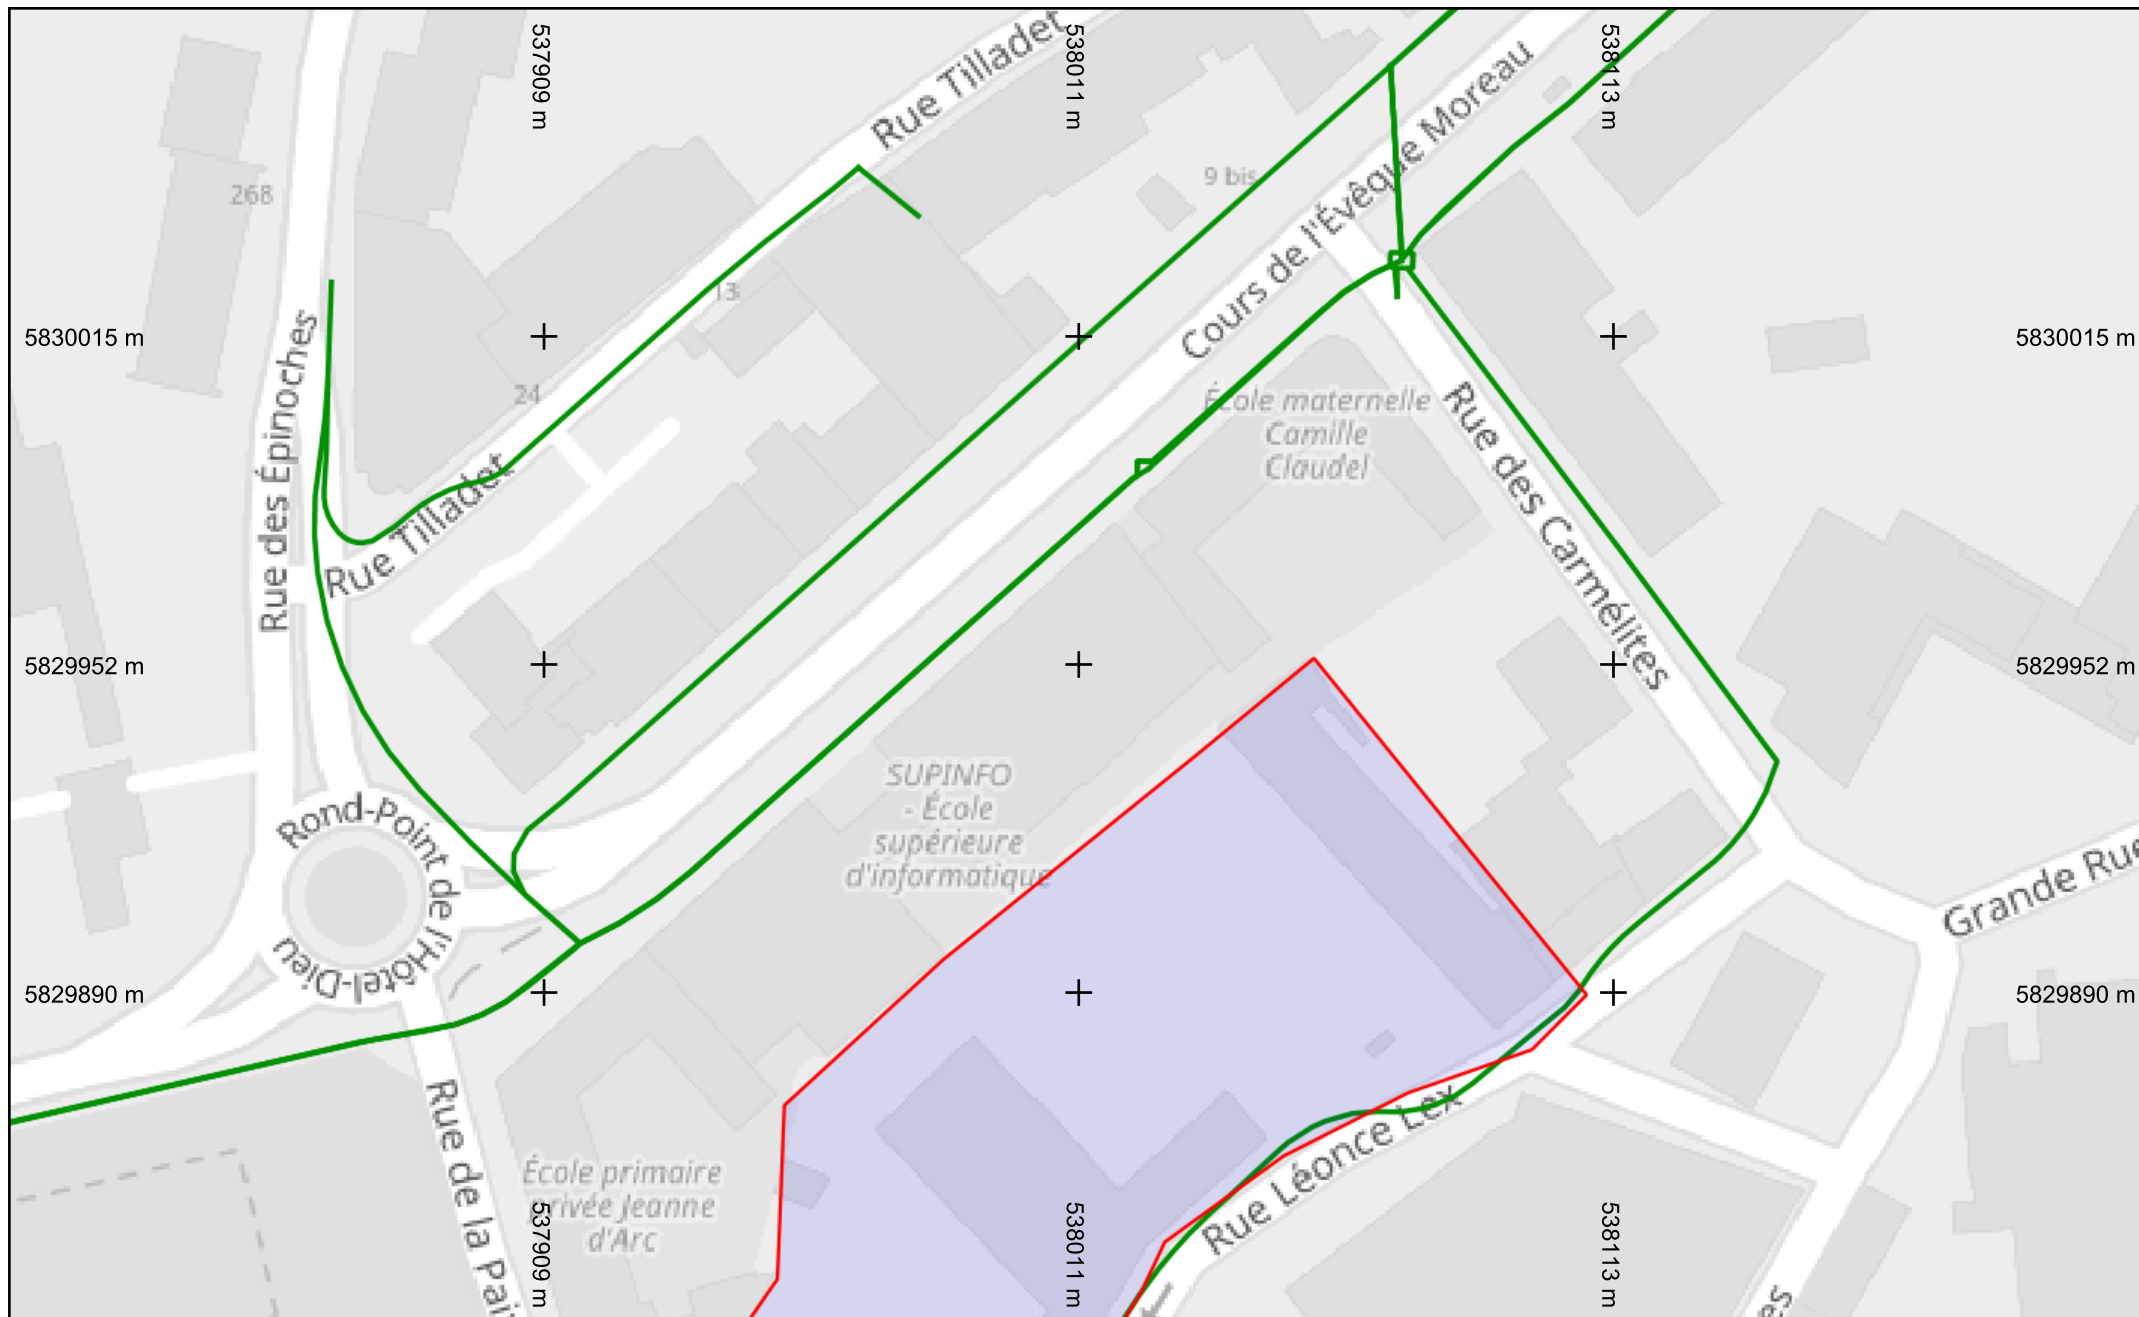 537909 m
538011 m
538113 m
Rue Tilladet
Cours de l'Évêque Moreau
268
9 bis
13
5830015 m
5830015 m
Rue des Épinoches
24
École maternelle
Camille
Claudel
Rue des Carmélites
Rue Tilladet
5829952 m
5829952 m
SUPINFO
- École
supérieure
d'informatique
Rond-Point de l'Hôtel-Dieu
Grande Rue
5829890 m
5829890 m
Rue de la Pai
École primaire
privée Jeanne
d'Arc
Rue Léonce Lex
537909 m
538011 m
538113 m
es